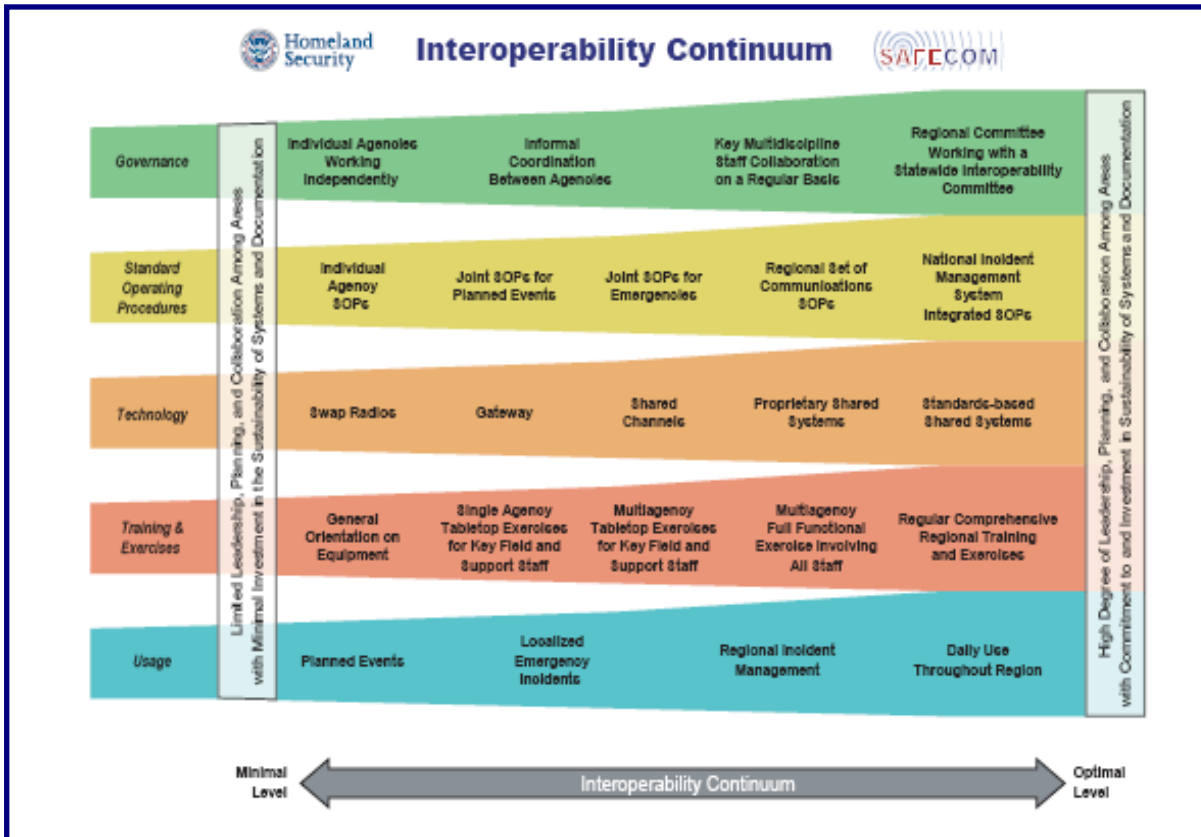 Homeland
Security
Interoperability Continuum
SAFECOM
Governance
Individual Agencies
Working
Independently
Informal
Coordination
Between Agencies
Key Multidiscipline
Staff Collaboration
on a Regular Basis
Regional Committee
Working with a
Statewide Interoperability
Committee
Standard
Operating
Procedures
Individual
Agency
SOPs
Joint SOPs for
Planned Events
Joint SOPs for
Emergencies
Regional Set of
Communications
SOPs
National Incident
Management
System
Integrated SOPs
Technology
Swap Radios
Gateway
Shared
Channels
Proprietary Shared
Systems
Standards-based
Shared Systems
Training &
Exercises
General
Orientation on
Equipment
Single Agency
Tabletop Exercises
for Key Field and
Support Staff
Multiagency
Tabletop Exercises
for Key Field and
Support Staff
Multiagency
Full Functional
Exercise Involving
All Staff
Regular Comprehensive
Regional Training
and Exercises
Usage
Planned Events
Localized
Emergency
Incidents
Regional Incident
Management
Daily Use
Throughout Region
Limited Leadership, Planning, and Collaboration Among Areas
with Minimal Investment in the Sustainability of Systems and Documentation
High Degree of Leadership, Planning, and Collaboration Among Areas
with Commitment to and Investment in Sustainability of Systems and Documentation
Minimal
Level
Interoperability Continuum
Optimal
Level